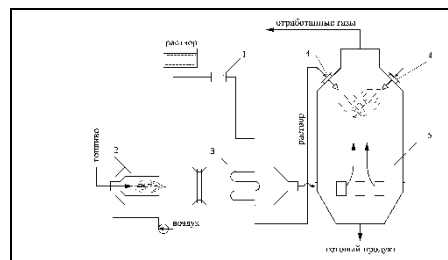 отработанные газы
раствор
1
4
4
топливо
2
3
раствор
5
воздух
готовый продукт